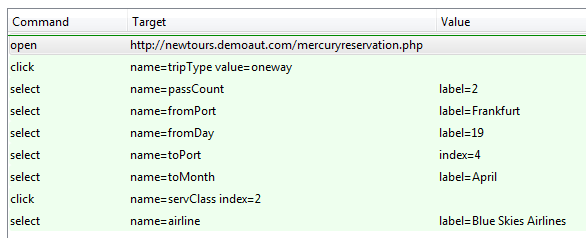 Command Target Value
open http://newtours.demoaut.com/mercuryreservation.php
click name=tripType value=oneway
select name=passCount label=2
select name=fromPort label=Frankfurt
select name=fromDay label=19
select name=toPort index=4
select name=toMonth label=April
click name=servClass index=2
select name=airline label=Blue Skies Airlines